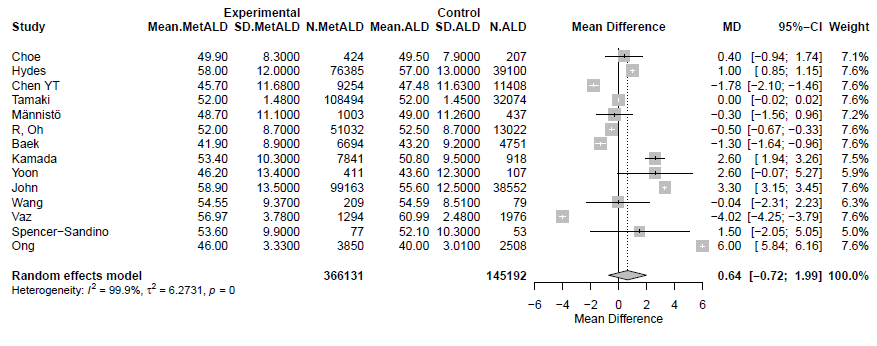 Experimental Control
Study Mean.MetALD SD.MetALD N.MetALD Mean.ALD SD.ALD N.ALD Mean Difference MD 95%−CI Weight
Choe 49.90 8.3000 424 49.50 7.9000 207 0.40 [−0.94; 1.74] 7.1%
Hydes 58.00 12.0000 76385 57.00 13.0000 39100 1.00 [ 0.85; 1.15] 7.6%
Chen YT 45.70 11.6800 9254 47.48 11.6300 11408 −1.78 [−2.10; −1.46] 7.6%
Tamaki 52.00 1.4800 108494 52.00 1.4500 32074 0.00 [−0.02; 0.02] 7.6%
Männistö 48.70 11.1000 1003 49.00 11.2600 437 −0.30 [−1.56; 0.96] 7.2%
R, Oh 52.00 8.7000 51032 52.50 8.7000 13022 −0.50 [−0.67; −0.33] 7.6%
Baek 41.90 8.9000 6694 43.20 9.2000 4751 −1.30 [−1.64; −0.96] 7.6%
Kamada 53.40 10.3000 7841 50.80 9.5000 918 2.60 [ 1.94; 3.26] 7.5%
Yoon 46.20 13.4000 411 43.60 12.3000 107 2.60 [−0.07; 5.27] 5.9%
John 58.90 13.5000 99163 55.60 12.5000 38552 3.30 [ 3.15; 3.45] 7.6%
Wang 54.55 9.3700 209 54.59 8.5100 79 −0.04 [−2.31; 2.23] 6.3%
Vaz 56.97 3.7800 1294 60.99 2.4800 1976 −4.02 [−4.25; −3.79] 7.6%
Spencer−Sandino 53.60 9.9000 77 52.10 10.3000 53 1.50 [−2.05; 5.05] 5.0%
Ong 46.00 3.3300 3850 40.00 3.0100 2508 6.00 [ 5.84; 6.16] 7.6%
Random effects model 366131 145192 0.64 [−0.72; 1.99] 100.0%
Heterogeneity: I² = 99.9%, τ² = 6.2731, p = 0
−6 −4 −2 0 2 4 6
Mean Difference